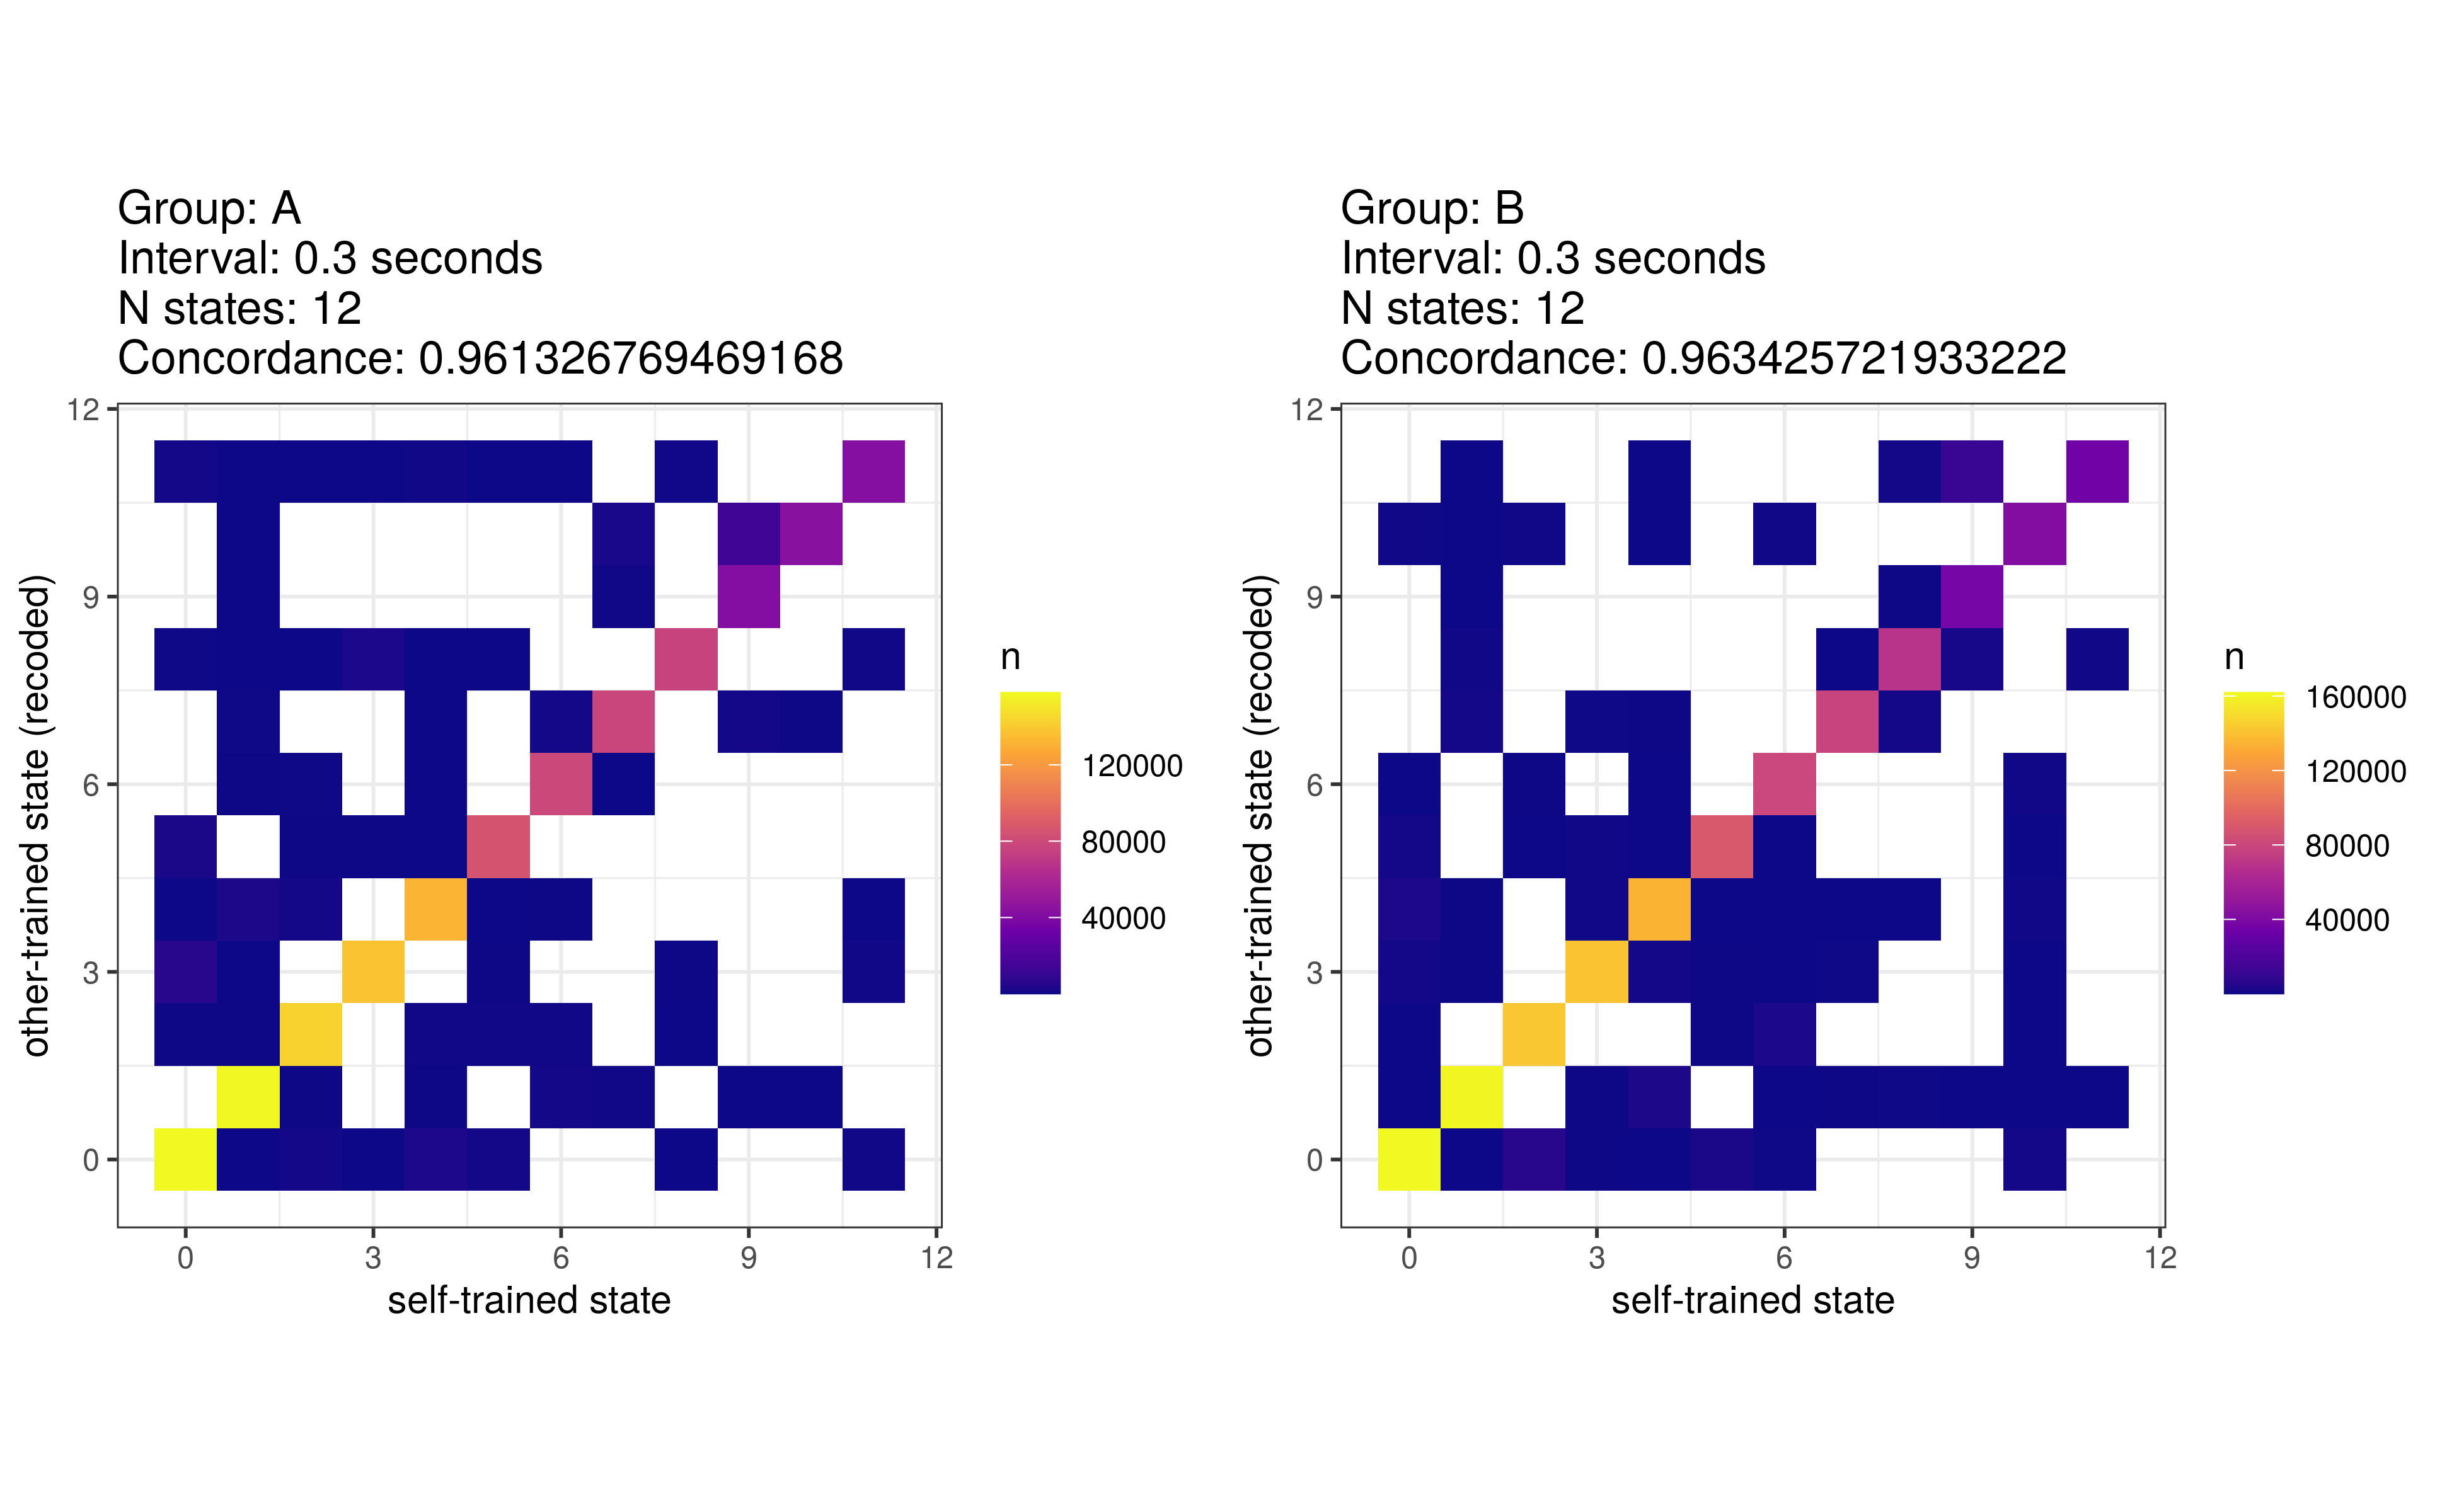 Group: A
Interval: 0.3 seconds
N states: 12
Concordance: 0.961326769469168
12
9
6
3
0
0
3
6
9
12
other-trained state (recoded)
self-trained state
n
120000
80000
40000
Group: B
Interval: 0.3 seconds
N states: 12
Concordance: 0.963425721933222
12
9
6
3
0
0
3
6
9
12
other-trained state (recoded)
self-trained state
n
160000
120000
80000
40000